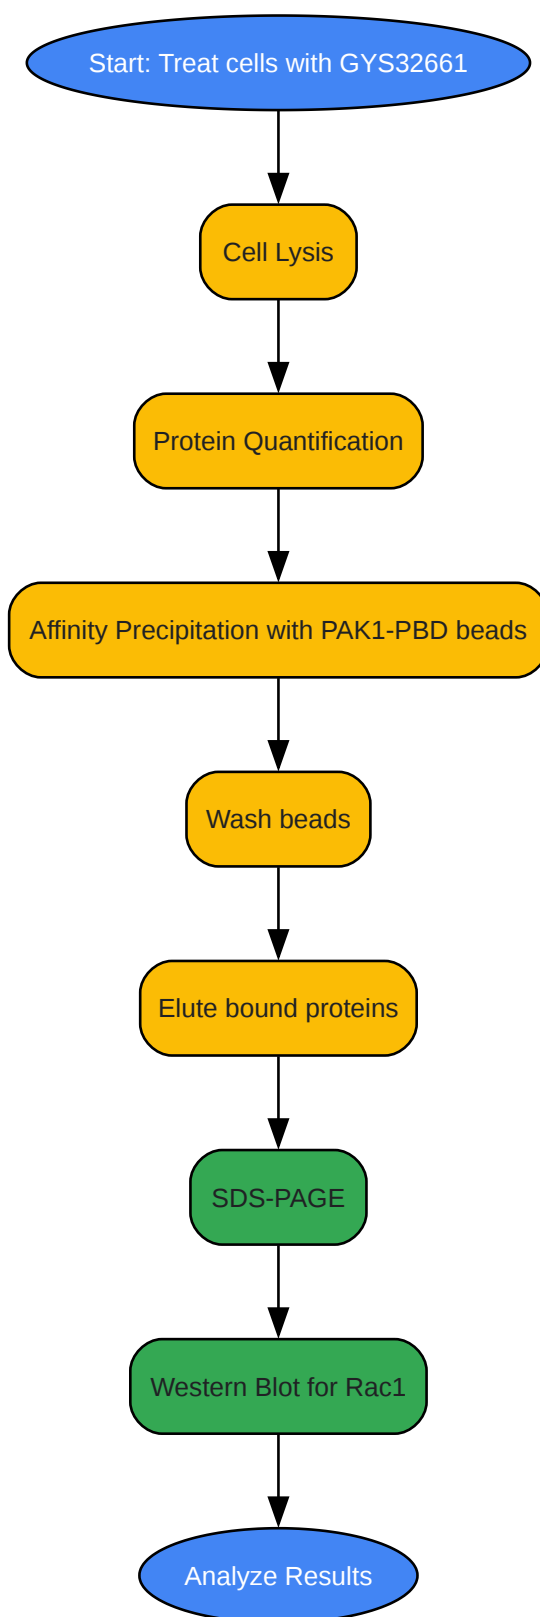 Start: Treat cells with GYS32661
Cell Lysis
Protein Quantification
Affinity Precipitation with PAK1-PBD beads
Wash beads
Elute bound proteins
SDS-PAGE
Western Blot for Rac1
Analyze Results